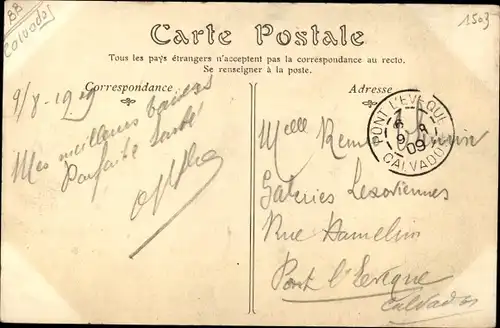 BB
Calvados
1503
Carte Postale
Tous les pays étrangers n'acceptent pas la correspondance au recto.
Se renseigner à la poste.
Correspondance
Adresse
9/8-1909
Mes meilleurs baisers
Parfaite Santé
PONT L'EVEQUE
CALVADOS
09
Melle
Galeries Lexoviennes
Rue Hamelin
Pont l'Eveque
Calvados